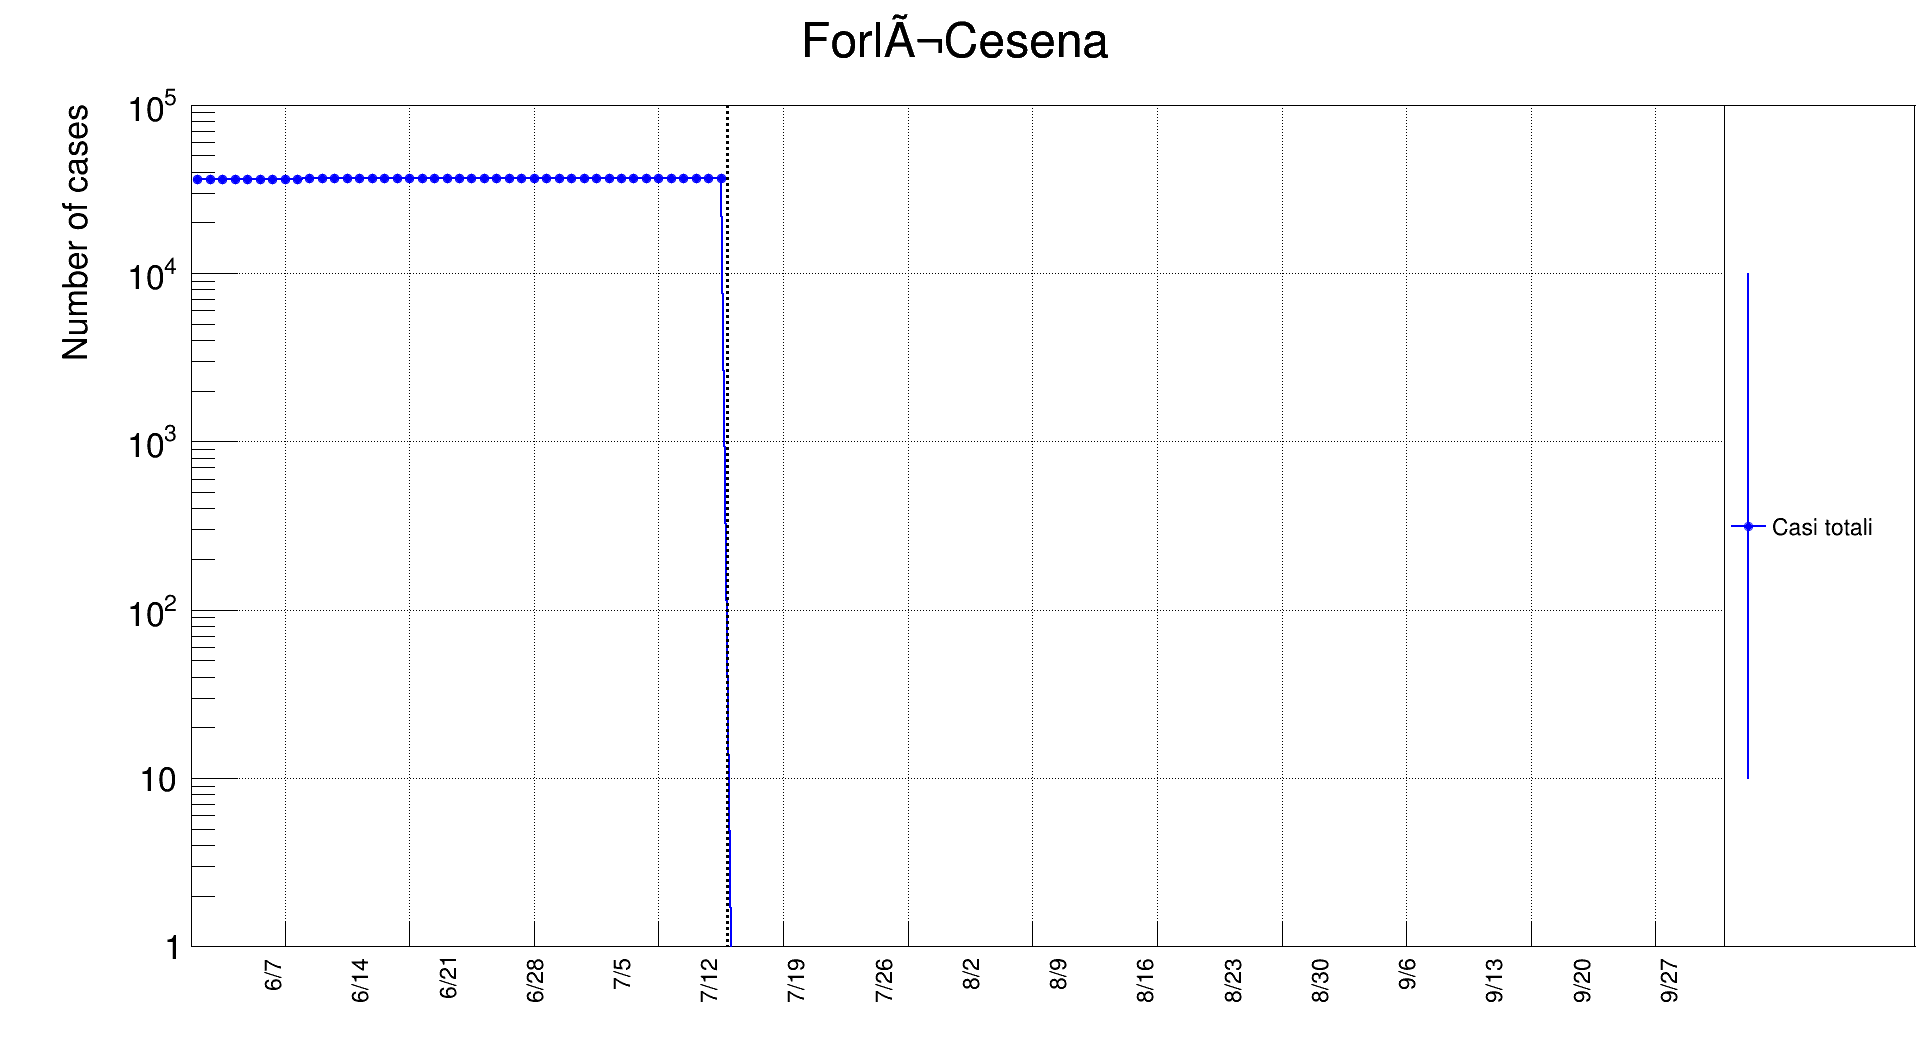 ForlÃ¬Cesena
Number of cases
10^5
10^4
10^3
10^2
10
1
Casi totali
6/7 6/14 6/21 6/28 7/5 7/12 7/19 7/26 8/2 8/9 8/16 8/23 8/30 9/6 9/13 9/20 9/27